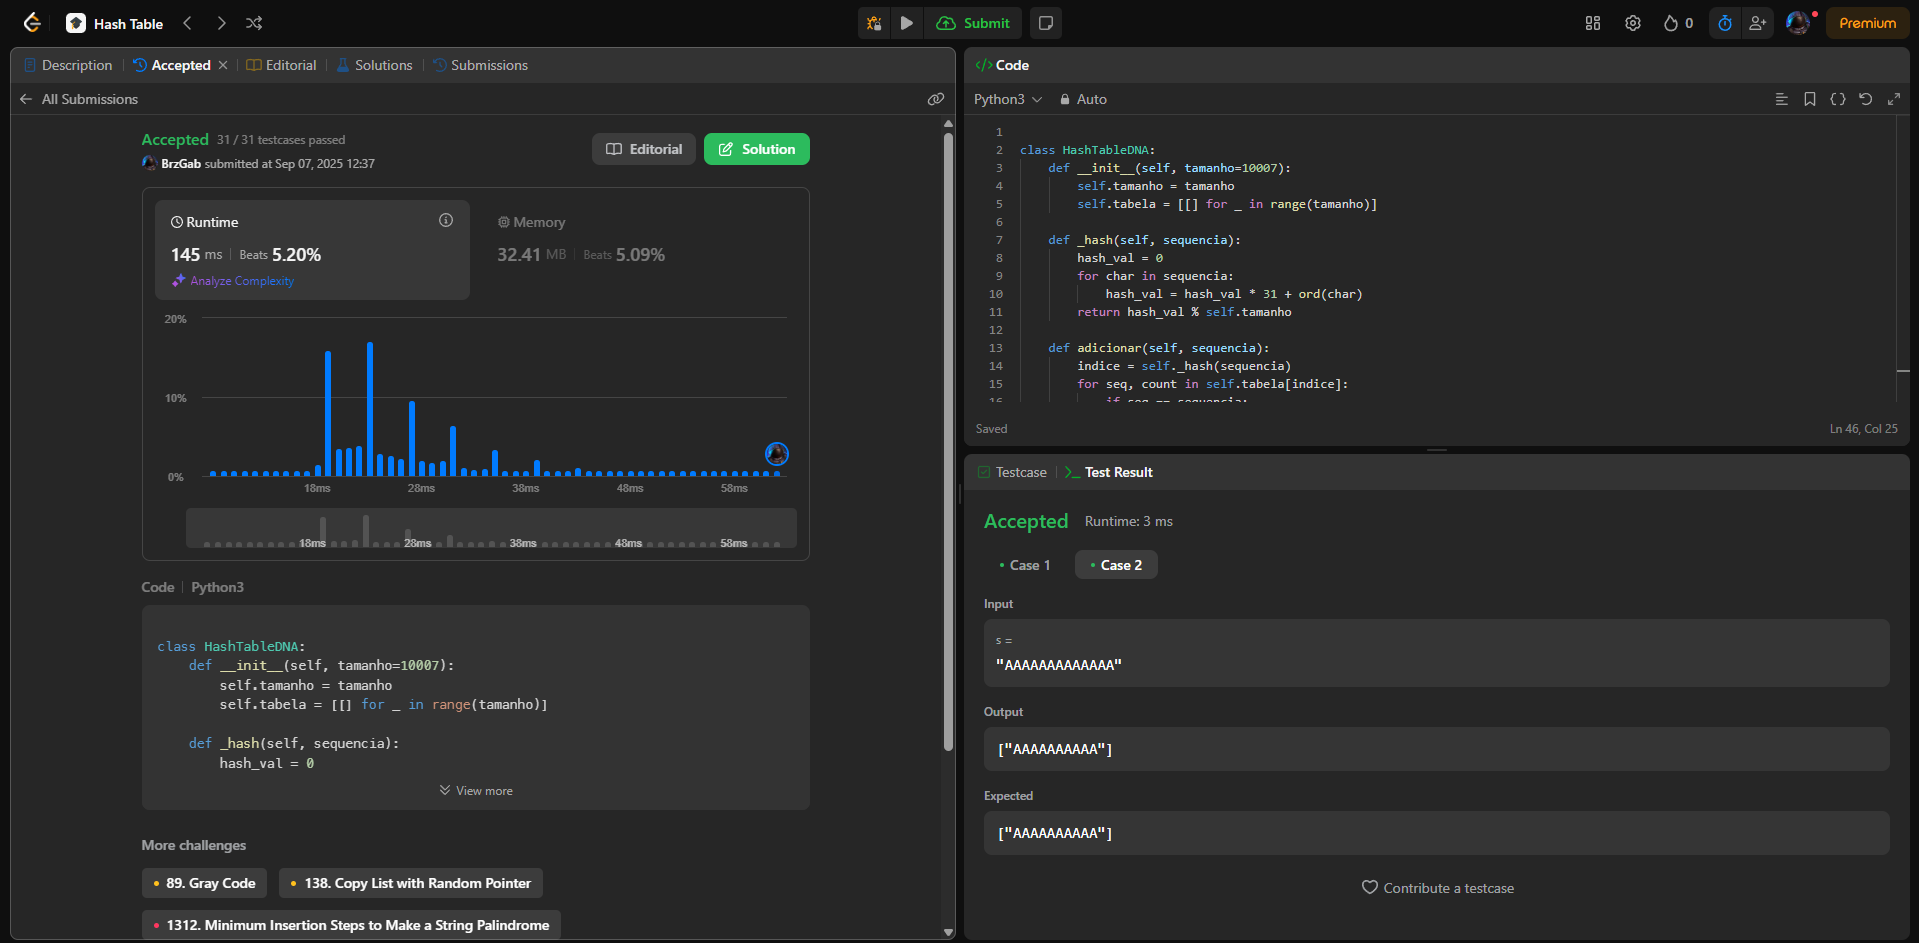 Hash Table
Submit
0
Premium
Description
Accepted
Editorial
Solutions
Submissions
All Submissions
Accepted 31 / 31 testcases passed
BrzGab submitted at Sep 07, 2025 12:37
Editorial
Solution
Runtime
145 ms Beats 5.20%
Analyze Complexity
Memory
32.41 MB Beats 5.09%
20%
10%
0%
18ms 28ms 38ms 48ms 58ms
18ms 28ms 38ms 48ms 58ms
Code Python3
class HashTableDNA:
    def __init__(self, tamanho=10007):
        self.tamanho = tamanho
        self.tabela = [[] for _ in range(tamanho)]
    def _hash(self, sequencia):
        hash_val = 0
View more
More challenges
89. Gray Code
138. Copy List with Random Pointer
1312. Minimum Insertion Steps to Make a String Palindrome
</> Code
Python3
Auto
1
2 class HashTableDNA:
3     def __init__(self, tamanho=10007):
4         self.tamanho = tamanho
5         self.tabela = [[] for _ in range(tamanho)]
6
7     def _hash(self, sequencia):
8         hash_val = 0
9         for char in sequencia:
10             hash_val = hash_val * 31 + ord(char)
11         return hash_val % self.tamanho
12
13     def adicionar(self, sequencia):
14         indice = self._hash(sequencia)
15         for seq, count in self.tabela[indice]:
16             if seq == sequencia:
Saved
Ln 46, Col 25
Testcase
>_ Test Result
Accepted Runtime: 3 ms
Case 1
Case 2
Input
s =
"AAAAAAAAAAAAA"
Output
["AAAAAAAAAA"]
Expected
["AAAAAAAAAA"]
Contribute a testcase